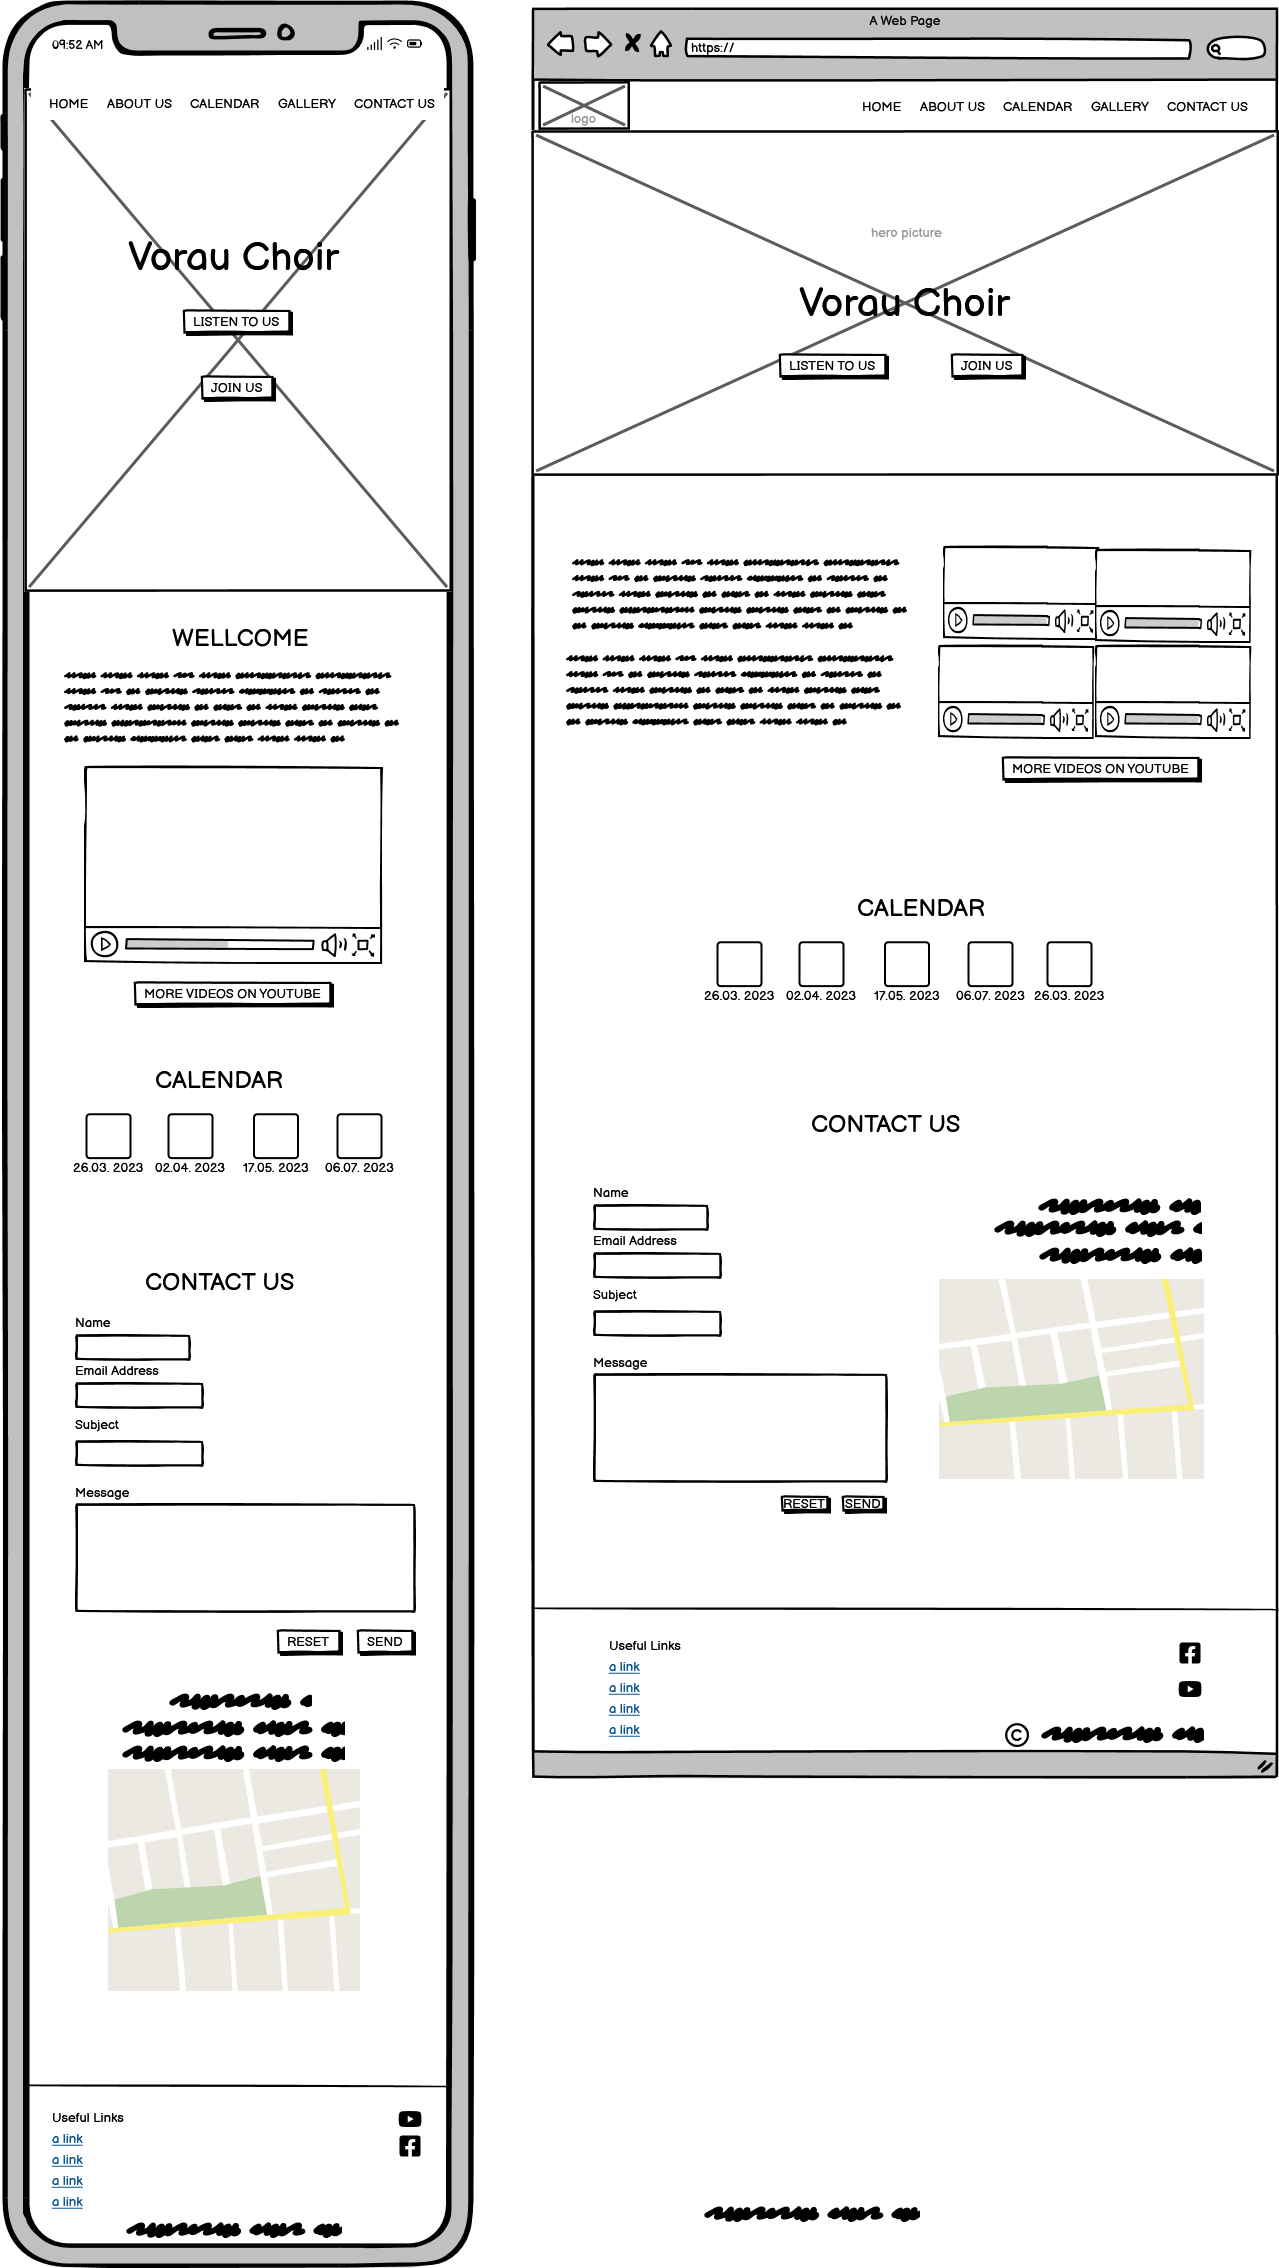 09:52 AM
HOME ABOUT US CALENDAR GALLERY CONTACT US
Vorau Choir
LISTEN TO US
JOIN US
WELLCOME
MORE VIDEOS ON YOUTUBE
CALENDAR
26.03. 2023 02.04. 2023 17.05. 2023 06.07. 2023
CONTACT US
Name
Email Address
Subject
Message
RESET SEND
Useful Links
a link
a link
a link
a link
A Web Page
https://
logo
HOME ABOUT US CALENDAR GALLERY CONTACT US
hero picture
Vorau Choir
LISTEN TO US JOIN US
MORE VIDEOS ON YOUTUBE
CALENDAR
26.03. 2023 02.04. 2023 17.05. 2023 06.07. 2023 26.03. 2023
CONTACT US
Name
Email Address
Subject
Message
RESET SEND
Useful Links
a link
a link
a link
a link
©